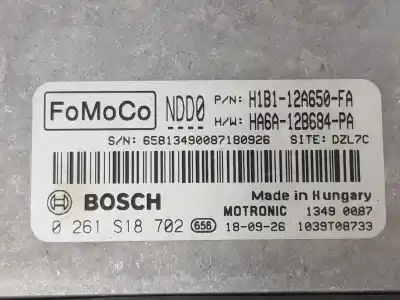 FoMoCo NDD0 P/N: H1B1-12A650-FA
H/W: HA6A-12B684-PA
S/N: 65813490087180926 SITE: DZL7C
BOSCH Made in Hungary
MOTRONIC 1349 0087
0 261 S18 702 658 18-09-26 1039T08733